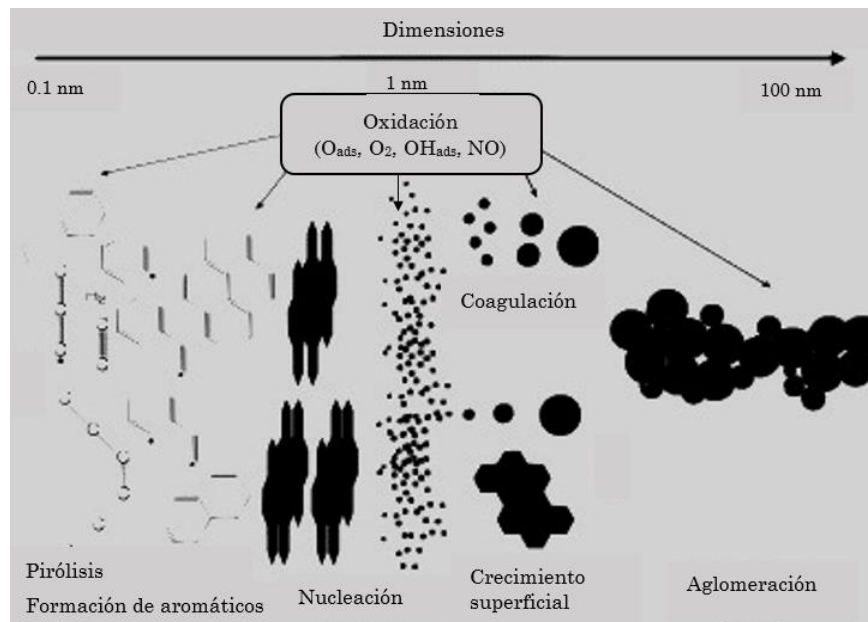 Dimensiones
0.1 nm
1 nm
100 nm
Oxidación
(Oads, O2, OHads, NO)
Coagulación
Pirólisis
Formación de aromáticos
Nucleación
Crecimiento
superficial
Aglomeración